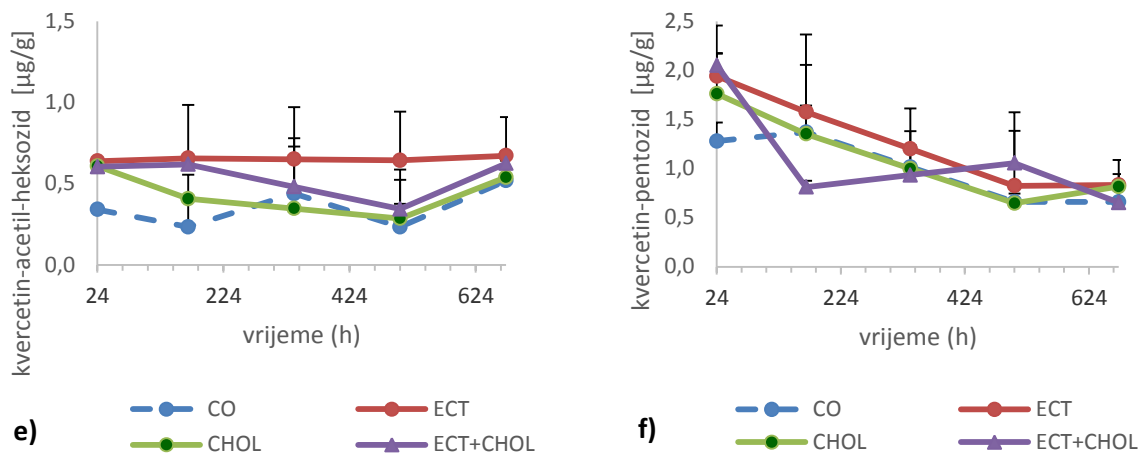 kvercetin-acetil-heksozid [µg/g]
1,5
1,0
0,5
0,0
24 224 424 624
vrijeme (h)
CO ECT
CHOL ECT+CHOL
e)
kvercetin-pentozid [µg/g]
2,5
2,0
1,5
1,0
0,5
0,0
24 224 424 624
vrijeme (h)
CO ECT
CHOL ECT+CHOL
f)